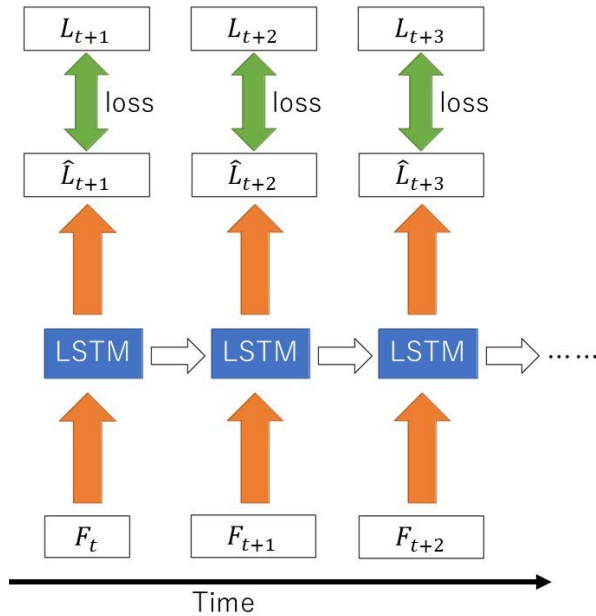 L_{t+1} L_{t+2} L_{t+3}
loss loss loss
L̂_{t+1} L̂_{t+2} L̂_{t+3}
LSTM LSTM LSTM ……
F_t F_{t+1} F_{t+2}
Time